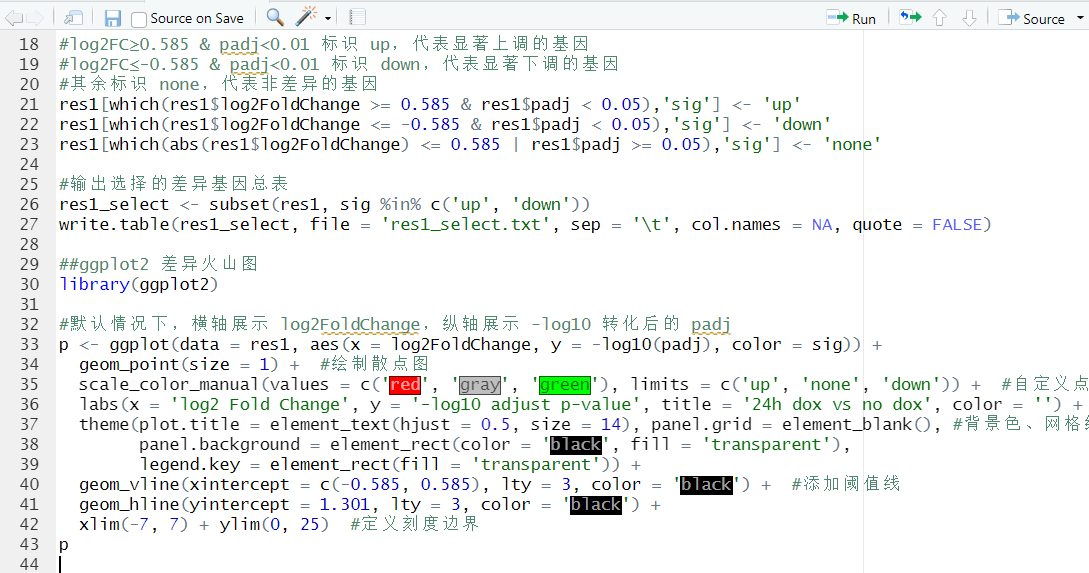 Source on Save Run Source
18 #log2FC≥0.585 & padj<0.01 标识 up，代表显著上调的基因
19 #log2FC≤-0.585 & padj<0.01 标识 down，代表显著下调的基因
20 #其余标识 none，代表非差异的基因
21 res1[which(res1$log2FoldChange >= 0.585 & res1$padj < 0.05),'sig'] <- 'up'
22 res1[which(res1$log2FoldChange <= -0.585 & res1$padj < 0.05),'sig'] <- 'down'
23 res1[which(abs(res1$log2FoldChange) <= 0.585 | res1$padj >= 0.05),'sig'] <- 'none'
24
25 #输出选择的差异基因总表
26 res1_select <- subset(res1, sig %in% c('up', 'down'))
27 write.table(res1_select, file = 'res1_select.txt', sep = '\t', col.names = NA, quote = FALSE)
28
29 ##ggplot2 差异火山图
30 library(ggplot2)
31
32 #默认情况下，横轴展示 log2FoldChange，纵轴展示 -log10 转化后的 padj
33 p <- ggplot(data = res1, aes(x = log2FoldChange, y = -log10(padj), color = sig)) +
34 geom_point(size = 1) + #绘制散点图
35 scale_color_manual(values = c('red', 'gray', 'green'), limits = c('up', 'none', 'down')) + #自定义点
36 labs(x = 'log2 Fold Change', y = '-log10 adjust p-value', title = '24h dox vs no dox', color = '') +
37 theme(plot.title = element_text(hjust = 0.5, size = 14), panel.grid = element_blank(), #背景色、网格
38 panel.background = element_rect(color = 'black', fill = 'transparent'),
39 legend.key = element_rect(fill = 'transparent')) +
40 geom_vline(xintercept = c(-0.585, 0.585), lty = 3, color = 'black') + #添加阈值线
41 geom_hline(yintercept = 1.301, lty = 3, color = 'black') +
42 xlim(-7, 7) + ylim(0, 25) #定义刻度边界
43 p
44